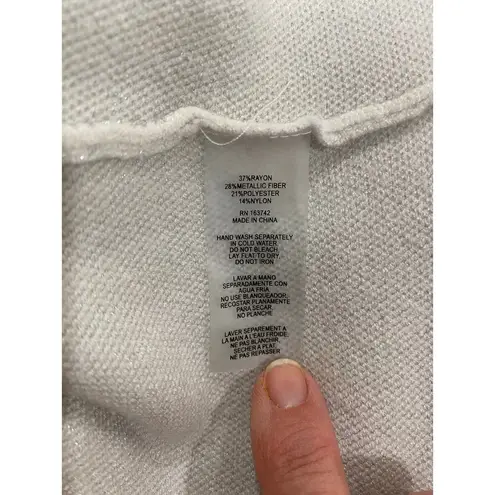 37%RAYON
28%METALLIC FIBER
21%POLYESTER
14%NYLON
RN 163742
MADE IN CHINA
HAND WASH SEPARATELY
IN COLD WATER,
DO NOT BLEACH,
LAY FLAT TO DRY,
DO NOT IRON
LAVAR A MANO
SEPARADAMENTE CON
AGUA FRIA
NO USE BLANQUEADOR,
RECOSTAR PLANAMENTE
PARA SECAR,
NO PLANCHE
LAVER SEPAREMENT A
LA MAIN A L'EAU FROIDE,
NE PAS BLANCHIR,
SECHER A PLAT,
NE PAS REPASSER